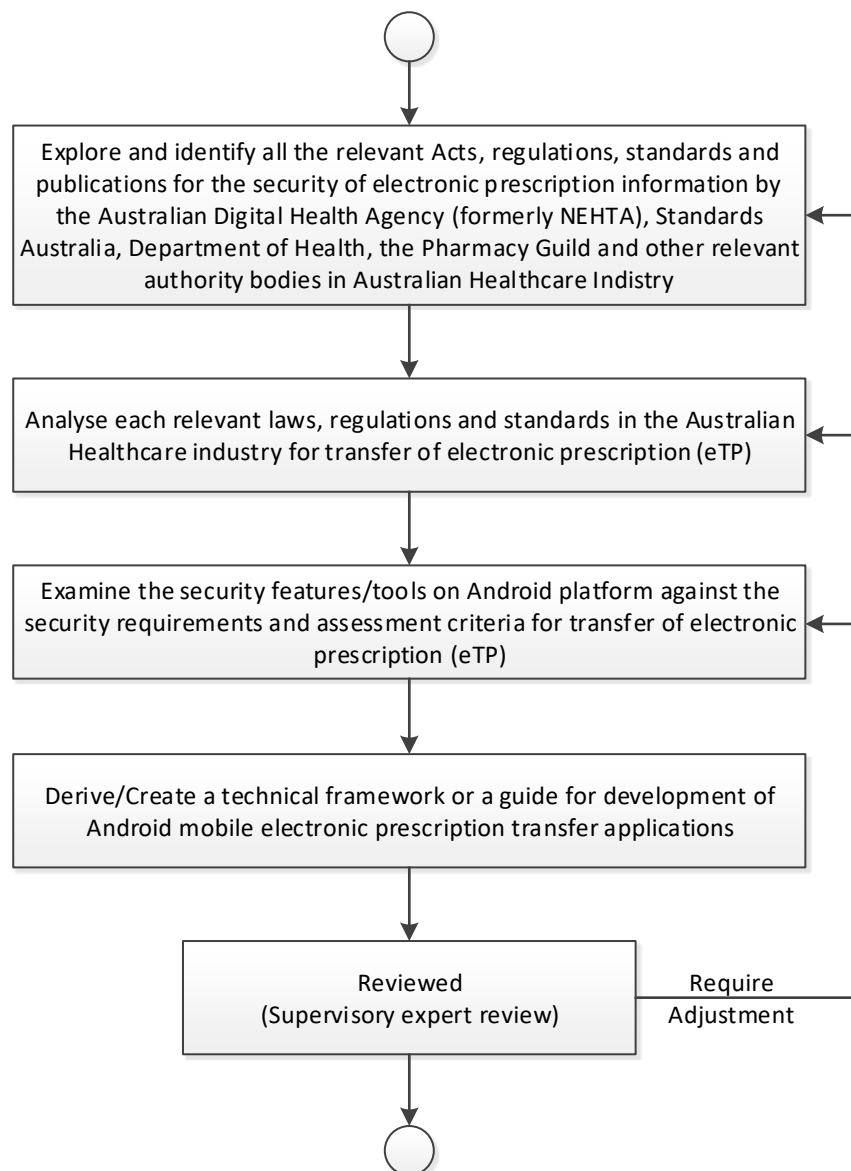 Explore and identify all the relevant Acts, regulations, standards and
publications for the security of electronic prescription information by
the Australian Digital Health Agency (formerly NEHTA), Standards
Australia, Department of Health, the Pharmacy Guild and other relevant
authority bodies in Australian Healthcare Indistry
Analyse each relevant laws, regulations and standards in the Australian
Healthcare industry for transfer of electronic prescription (eTP)
Examine the security features/tools on Android platform against the
security requirements and assessment criteria for transfer of electronic
prescription (eTP)
Derive/Create a technical framework or a guide for development of
Android mobile electronic prescription transfer applications
Reviewed
(Supervisory expert review)
Require
Adjustment